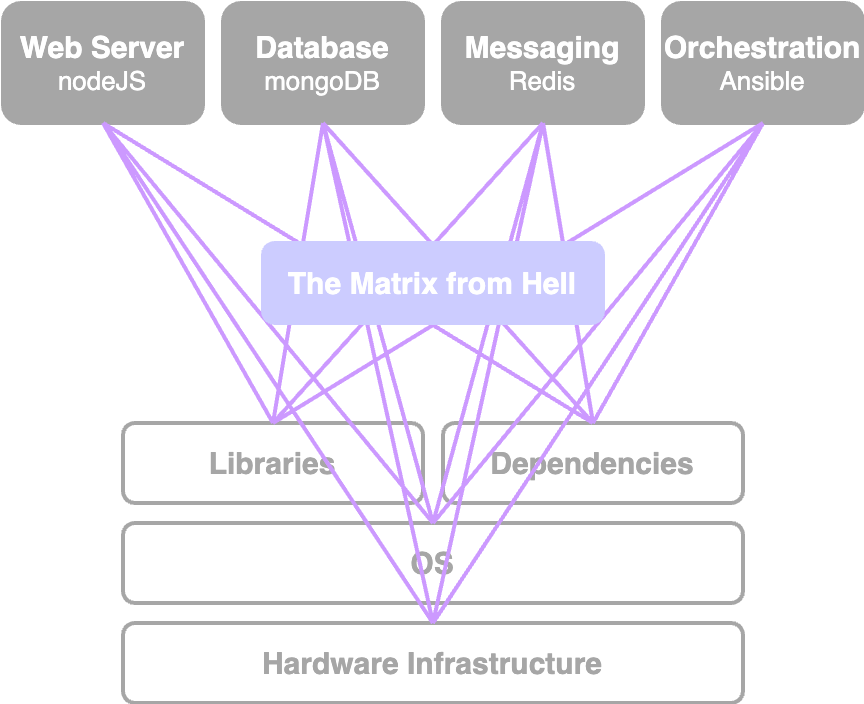 Web Server
nodeJS
Database
mongoDB
Messaging
Redis
Orchestration
Ansible
The Matrix from Hell
Libraries
Dependencies
OS
Hardware Infrastructure